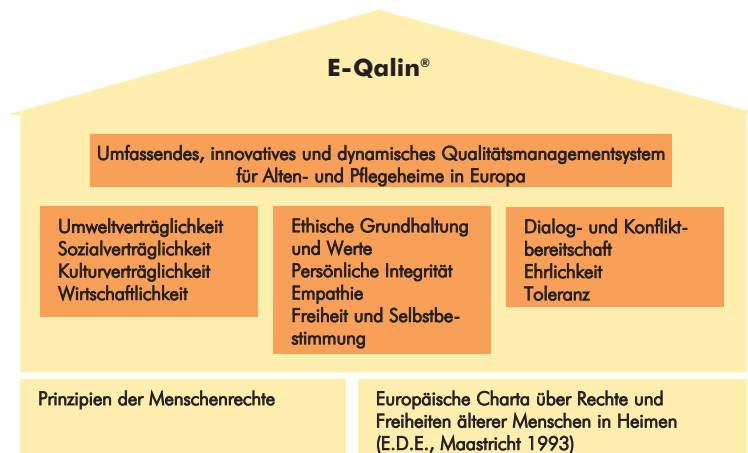 E-Qalin®
Umfassendes, innovatives und dynamisches Qualitätsmanagementsystem
für Alten- und Pflegeheime in Europa
Umweltverträglichkeit
Sozialverträglichkeit
Kulturverträglichkeit
Wirtschaftlichkeit
Ethische Grundhaltung
und Werte
Persönliche Integrität
Empathie
Freiheit und Selbstbe-
stimmung
Dialog- und Konflikt-
bereitschaft
Ehrlichkeit
Toleranz
Prinzipien der Menschenrechte
Europäische Charta über Rechte und
Freiheiten älterer Menschen in Heimen
(E.D.E., Maastricht 1993)